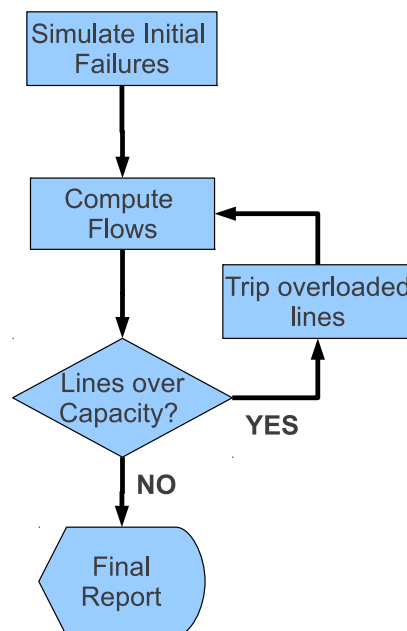 Simulate Initial
Failures
Compute
Flows
Trip overloaded
lines
Lines over
Capacity?
YES
NO
Final
Report